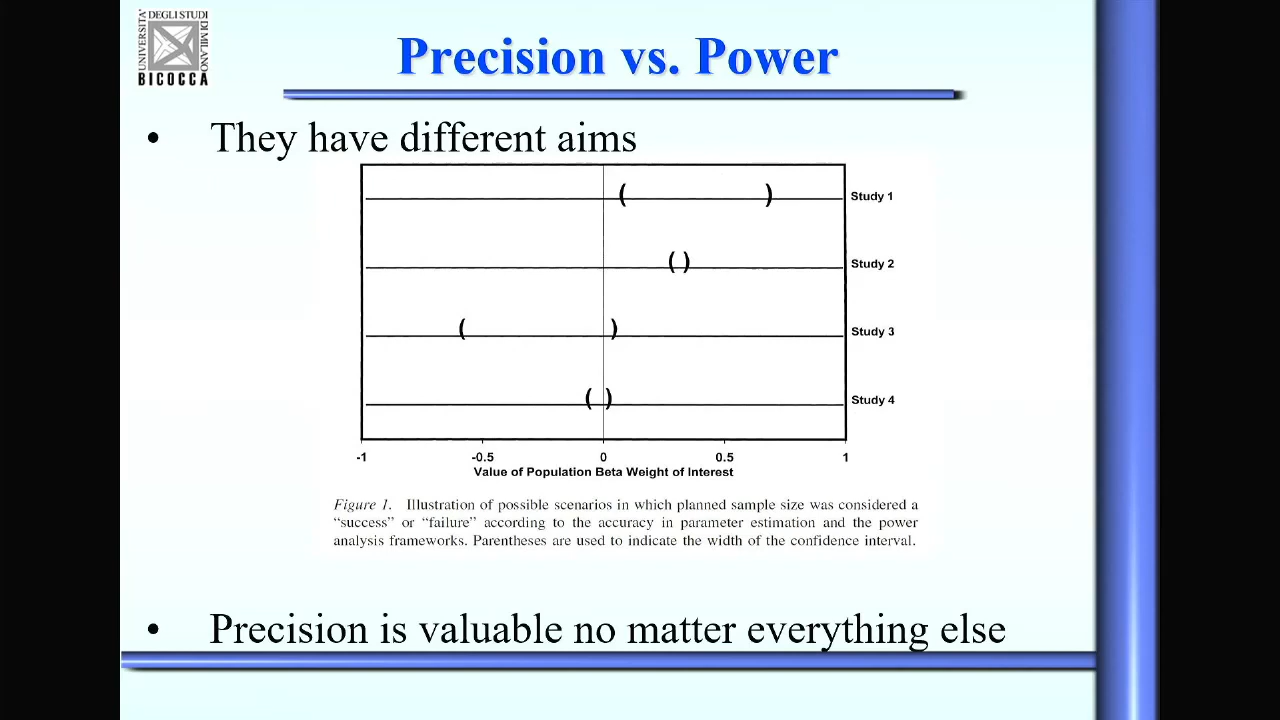 UNIVERSITA' DEGLI STUDI DI MILANO
BICOCCA
Precision vs. Power
• They have different aims
( ) Study 1
( ) Study 2
( ) Study 3
( ) Study 4
-1 -0.5 0 0.5 1
Value of Population Beta Weight of Interest
Figure 1. Illustration of possible scenarios in which planned sample size was considered a
“success” or “failure” according to the accuracy in parameter estimation and the power
analysis frameworks. Parentheses are used to indicate the width of the confidence interval.
• Precision is valuable no matter everything else